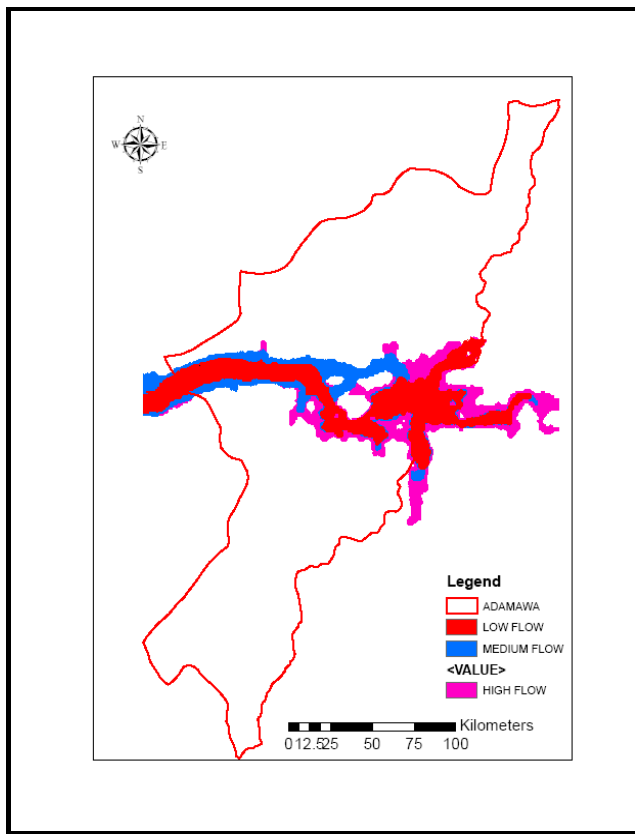 N
W E
S
Legend
ADAMAWA
LOW FLOW
MEDIUM FLOW
<VALUE>
HIGH FLOW
Kilometers
0 12.5 25 50 75 100